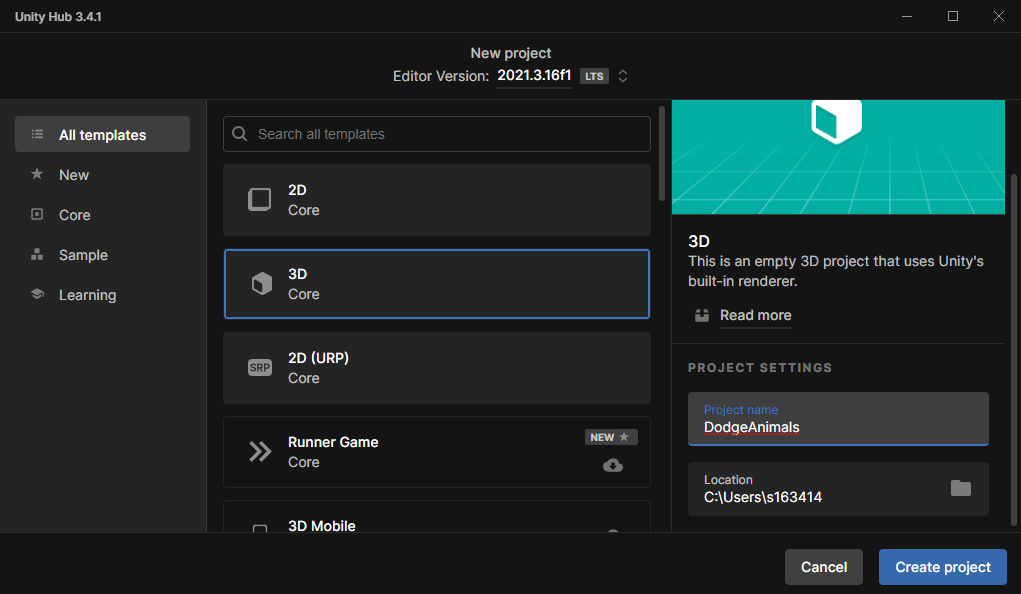 Unity Hub 3.4.1
New project
Editor Version: 2021.3.16f1 LTS
All templates
New
Core
Sample
Learning
Search all templates
2D
Core
3D
Core
SRP
2D (URP)
Core
Runner Game
Core
NEW
3D Mobile
3D
This is an empty 3D project that uses Unity's
built-in renderer.
Read more
PROJECT SETTINGS
Project name
DodgeAnimals
Location
C:\Users\s163414
Cancel
Create project